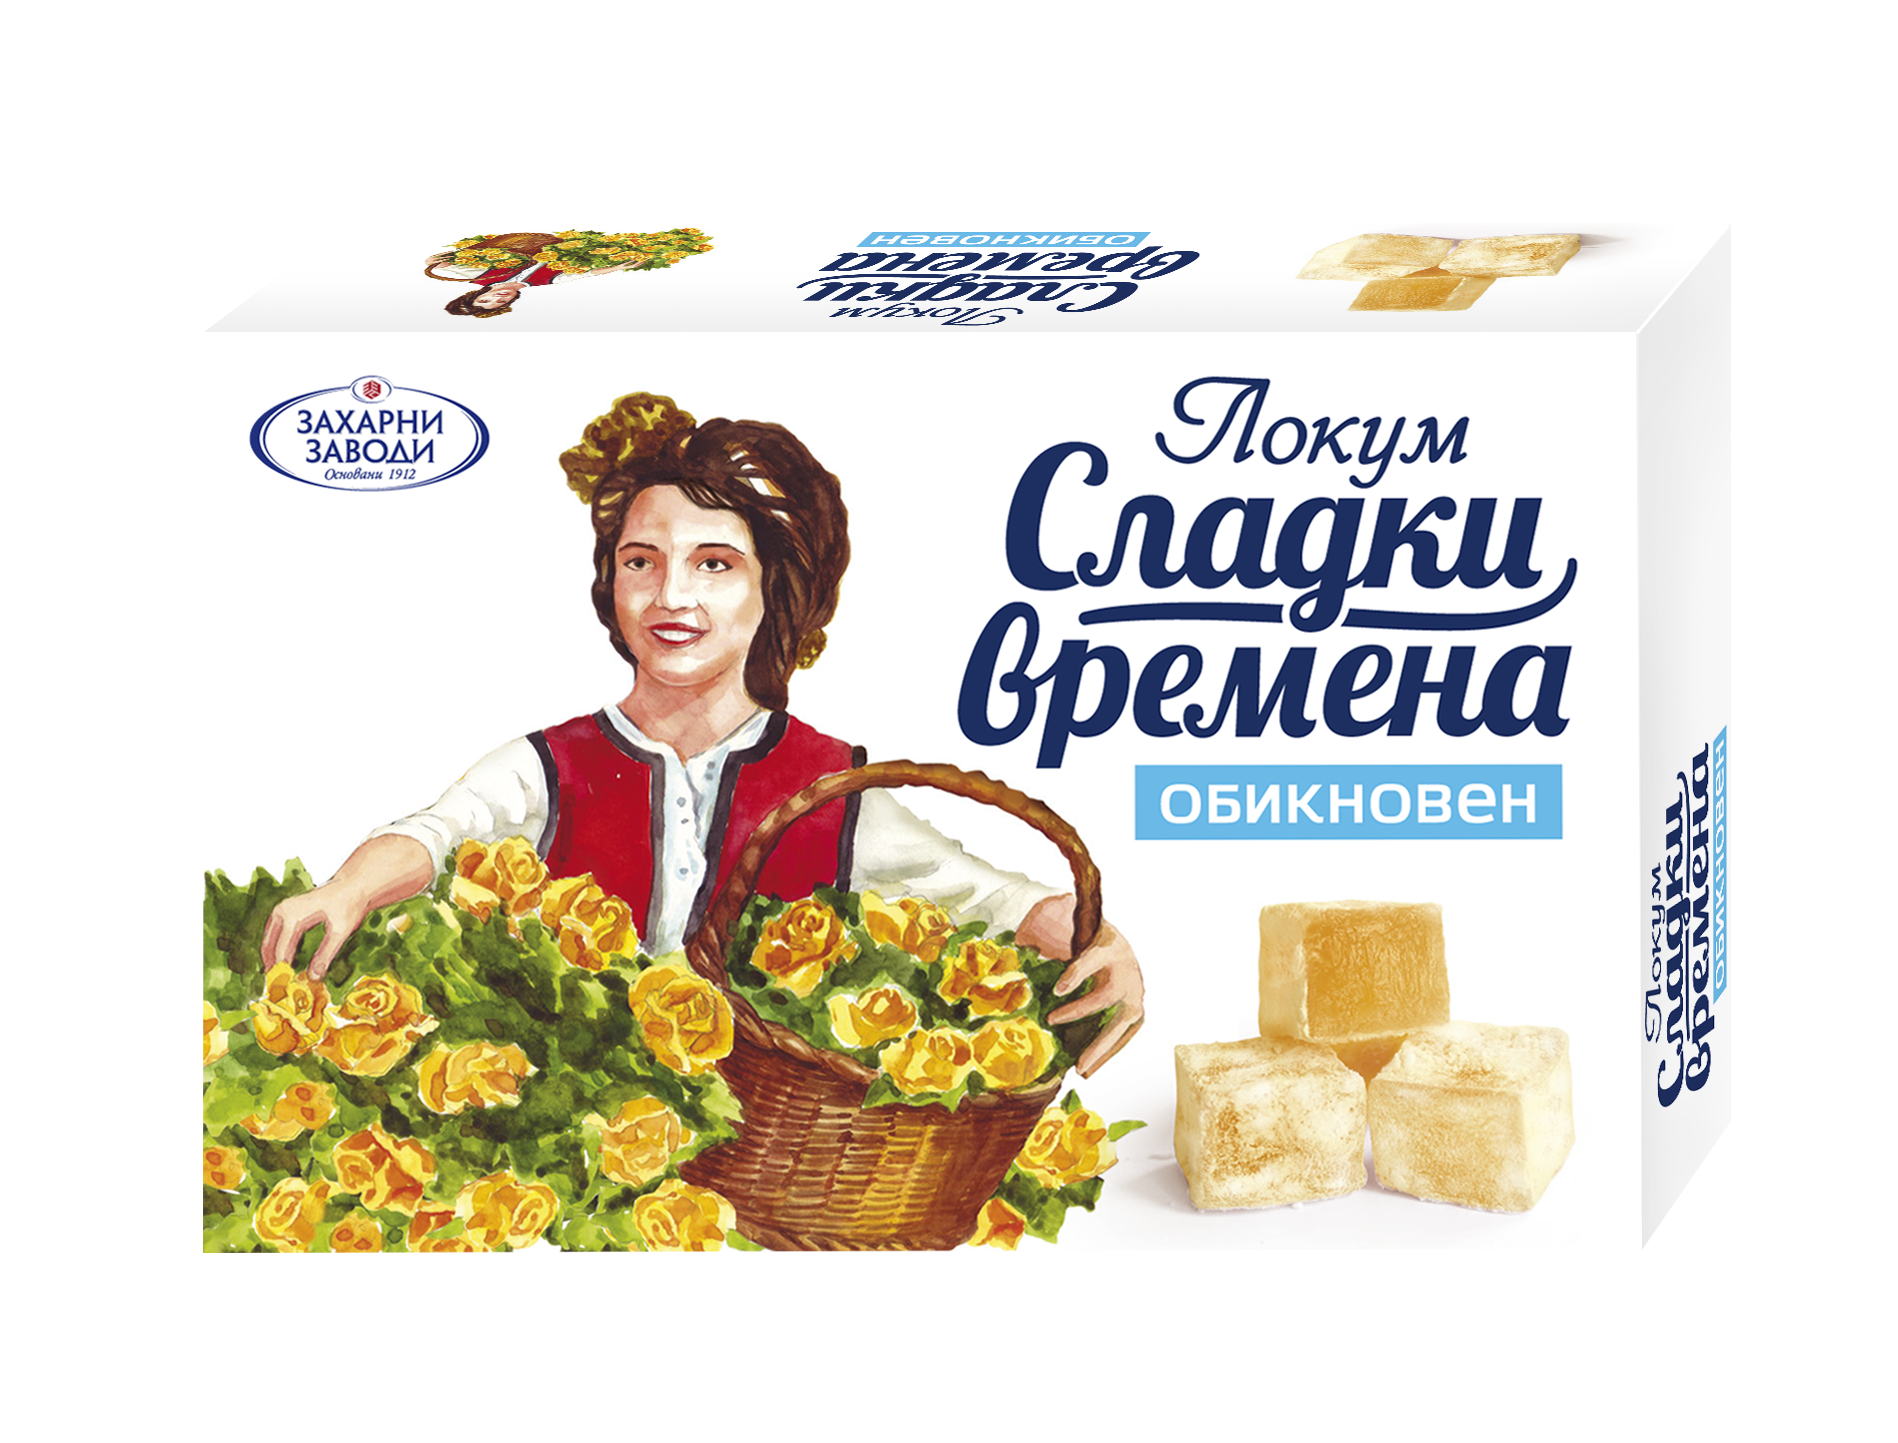 ОБИКНОВЕН
времена
Сладки
Локум
ЗАХАРНИ
ЗАВОДИ
Основани 1912
Локум
Сладки
времена
ОБИКНОВЕН
Локум
Сладки
времена
ОБИКНОВЕН